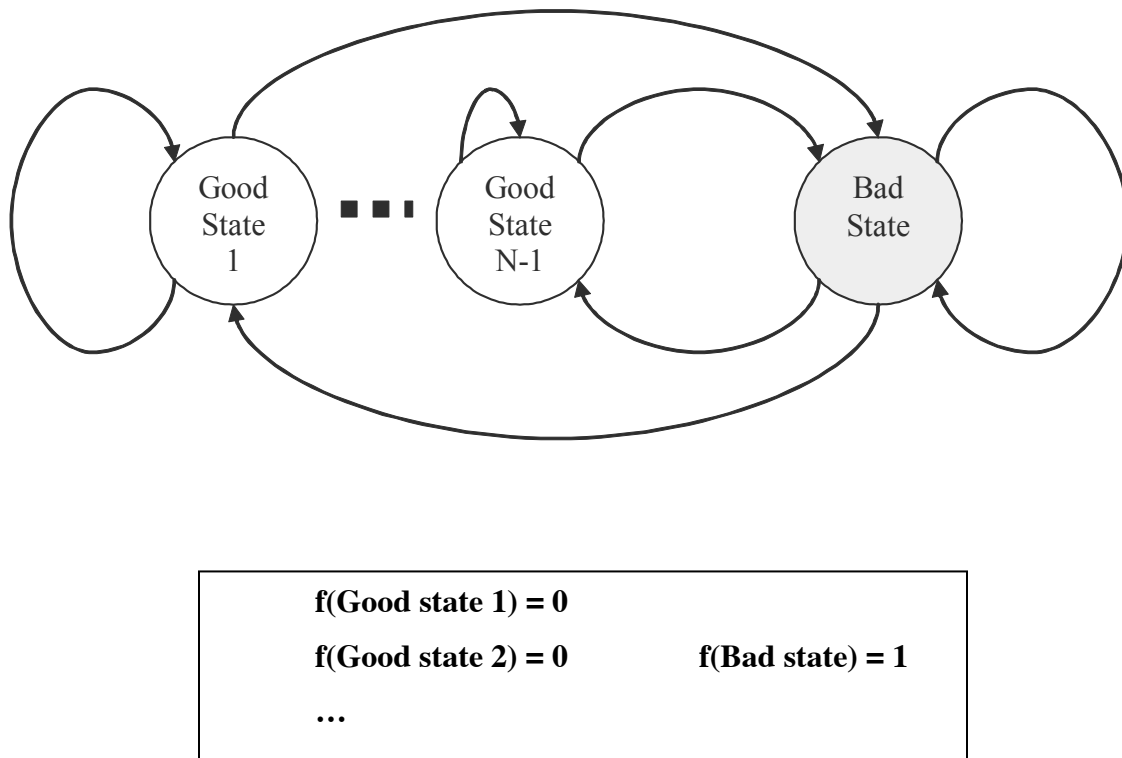 Good
State
1
Good
State
N-1
Bad
State
f(Good state 1) = 0
f(Good state 2) = 0 f(Bad state) = 1
…